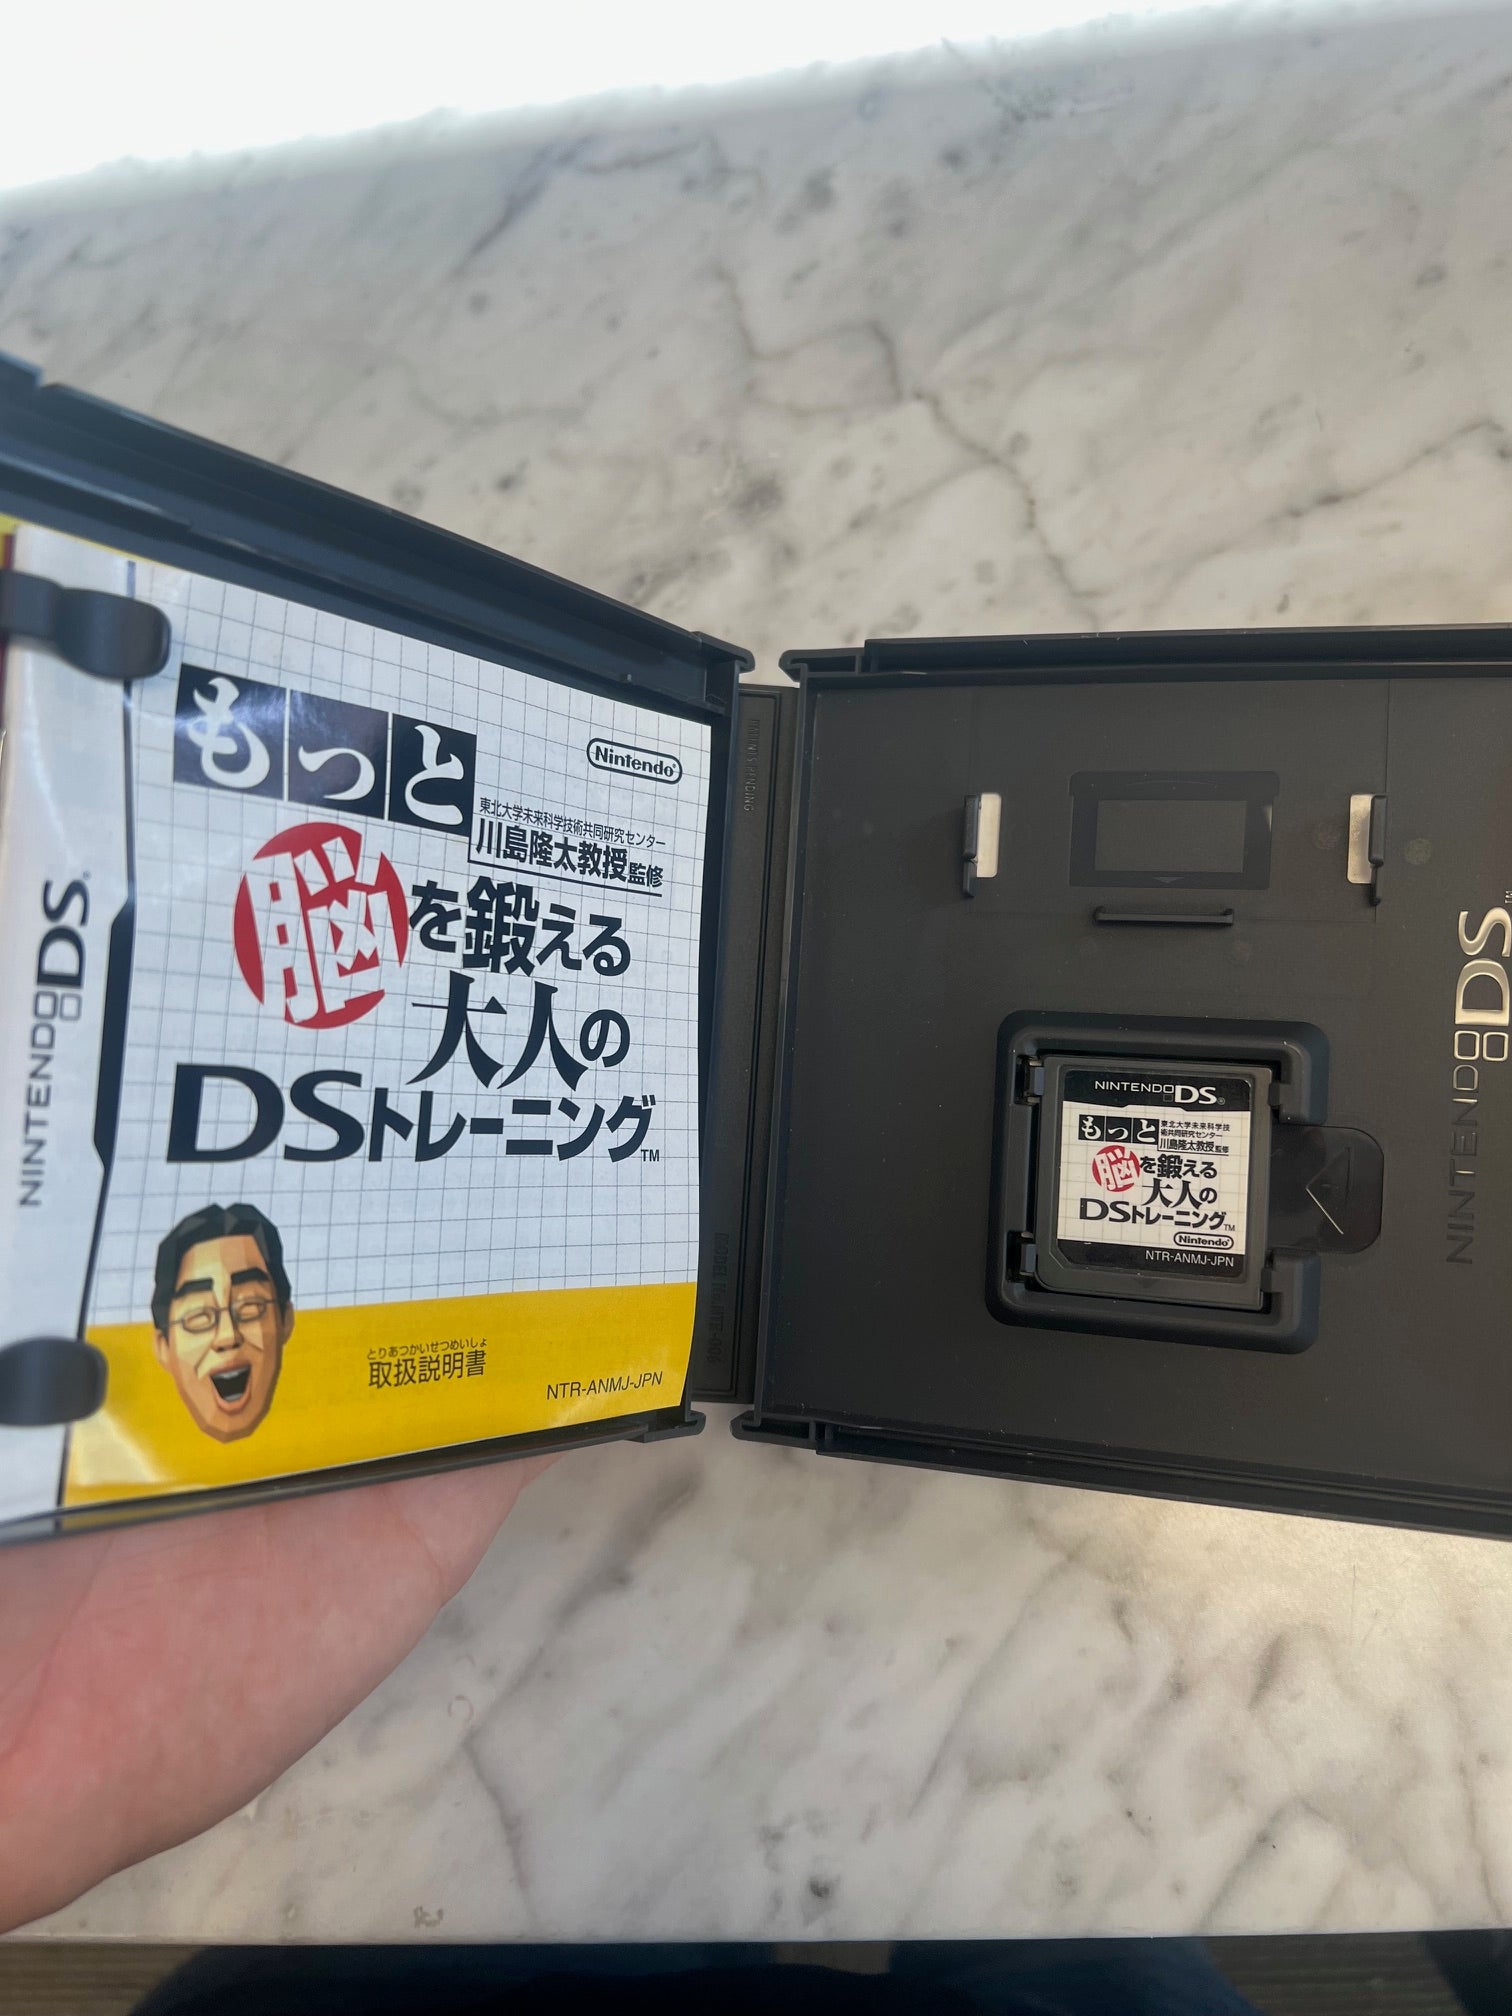 NINTENDO DS
もっと
Nintendo
東北大学未来科学技術共同研究センター
川島隆太教授監修
脳を鍛える
大人の
DSトレーニング™
とりあつかいせつめいしょ
取扱説明書
NTR-ANMJ-JPN
NINTENDO DS
もっと
東北大学未来科学技
術共同研究センター
川島隆太教授監修
脳を鍛える
大人の
DSトレーニング™
Nintendo
NTR-ANMJ-JPN
NINTENDO DS™